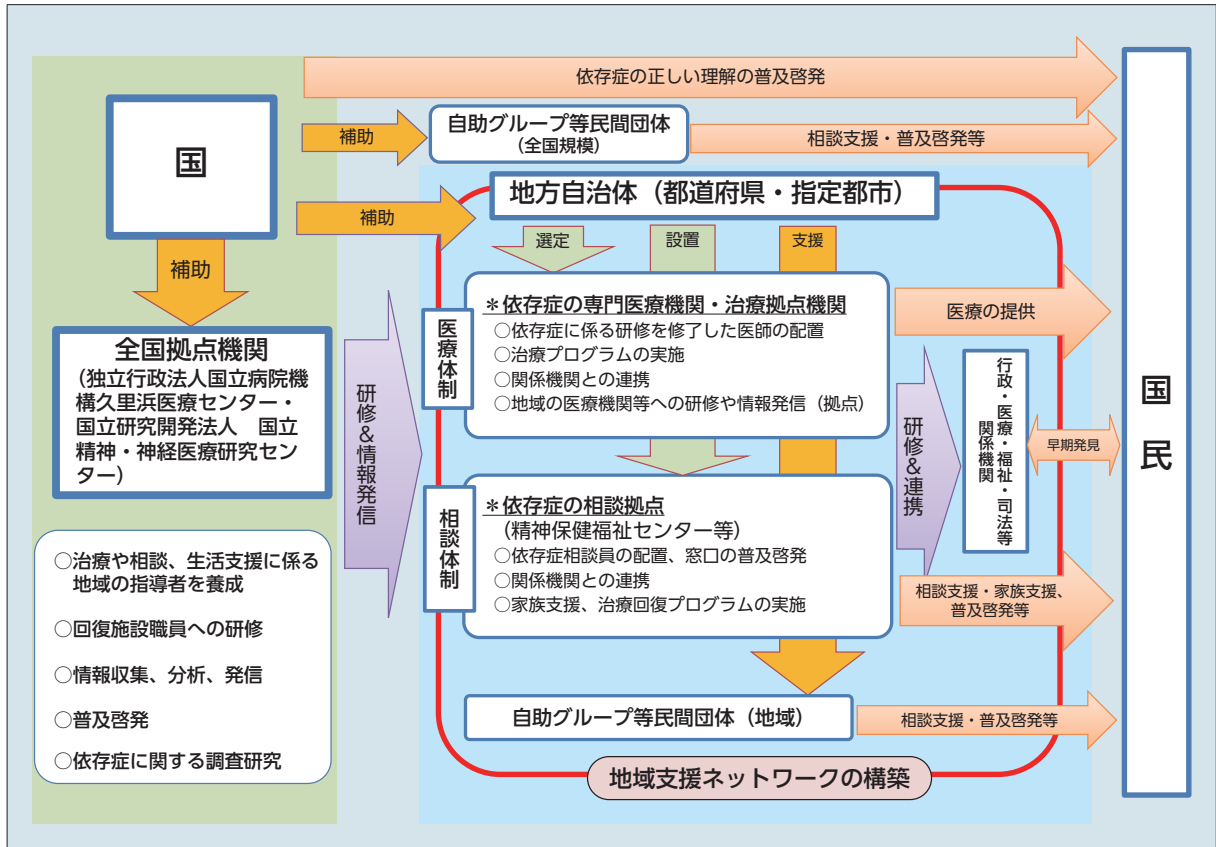 依存症の正しい理解の普及啓発
国
補助
自助グループ等民間団体
(全国規模)
相談支援・普及啓発等
補助
地方自治体（都道府県・指定都市）
選定
設置
支援
補助
全国拠点機関
（独立行政法人国立病院機
構久里浜医療センター・
国立研究開発法人　国立
精神・神経医療研究セン
ター）
○治療や相談、生活支援に係る
地域の指導者を養成
○回復施設職員への研修
○情報収集、分析、発信
○普及啓発
○依存症に関する調査研究
研修&情報発信
医療体制
＊依存症の専門医療機関・治療拠点機関
○依存症に係る研修を修了した医師の配置
○治療プログラムの実施
○関係機関との連携
○地域の医療機関等への研修や情報発信（拠点）
相談体制
＊依存症の相談拠点
（精神保健福祉センター等）
○依存症相談員の配置、窓口の普及啓発
○関係機関との連携
○家族支援、治療回復プログラムの実施
研修&連携
医療の提供
行政・医療・福祉・司法等
関係機関
早期発見
相談支援・家族支援、
普及啓発等
自助グループ等民間団体（地域）
相談支援・普及啓発等
地域支援ネットワークの構築
国民